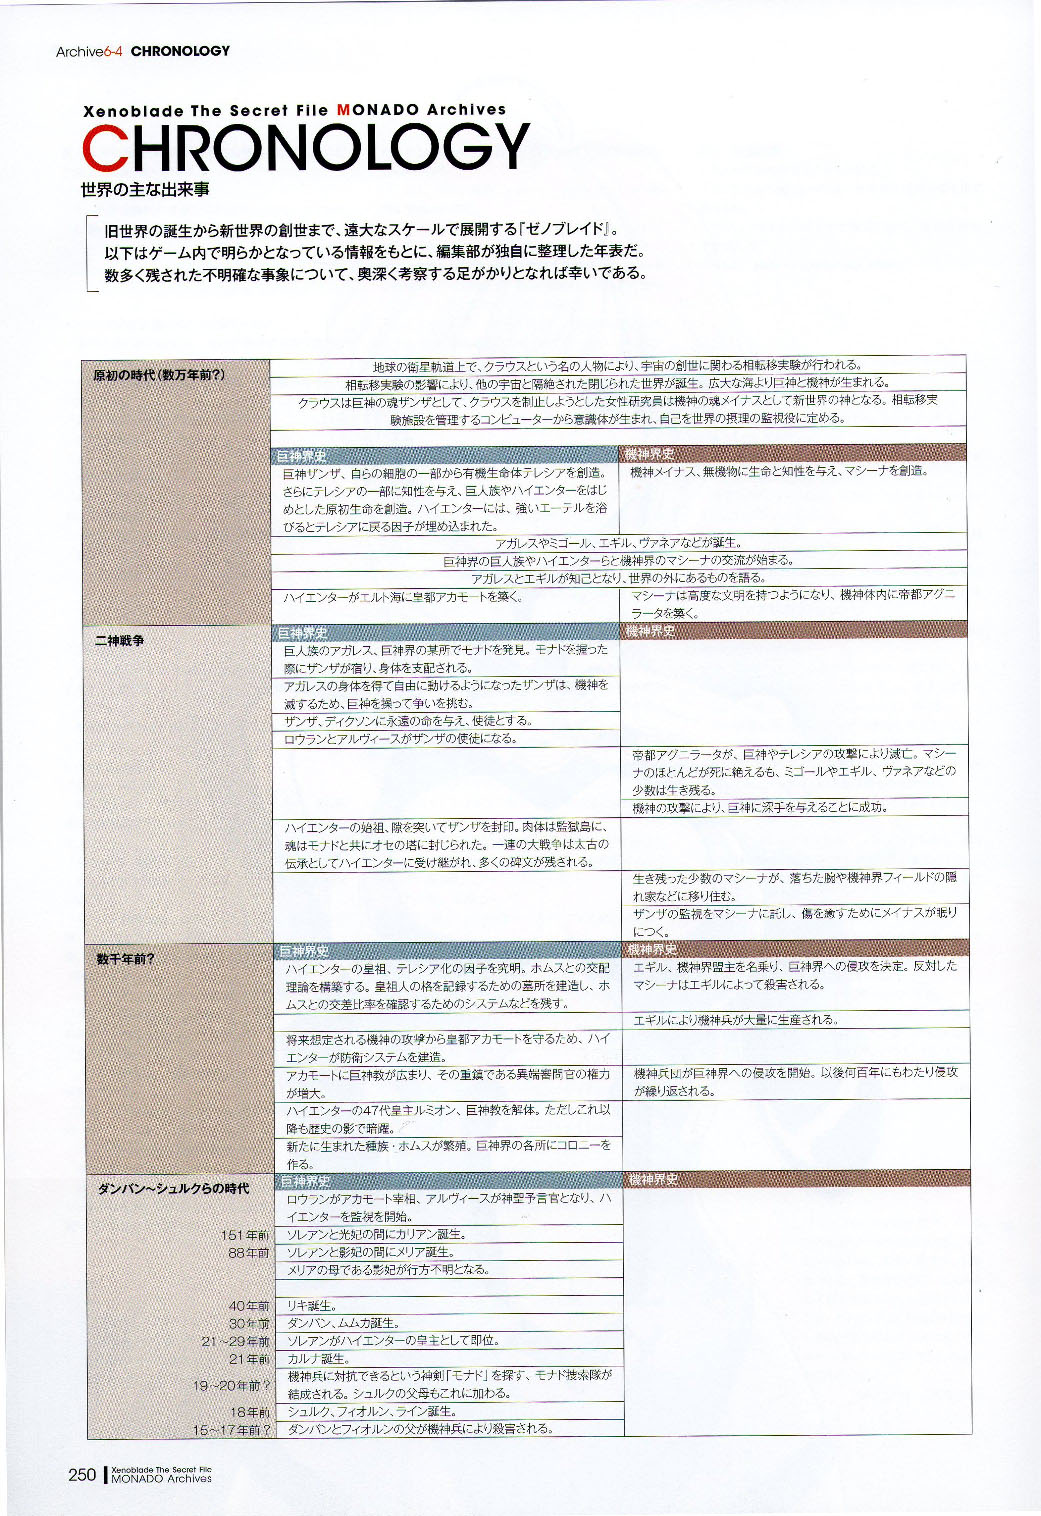 Archive6-4 CHRONOLOGY
Xenoblade The Secret File MONADO Archives
CHRONOLOGY
世界の主な出来事
旧世界の誕生から新世界の創世まで、遠大なスケールで展開する『ゼノブレイド』。
以下はゲーム内で明らかとなっている情報をもとに、編集部が独自に整理した年表だ。
数多く残された不明確な事象について、奥深く考察する足がかりとなれば幸いである。
原初の時代(数万年前?)
地球の衛星軌道上で、クラウスという名の人物により、宇宙の創世に関わる相転移実験が行われる。
相転移実験の影響により、他の宇宙と隔絶された閉じられた世界が誕生。広大な海より巨神と機神が生まれる。
クラウスは巨神の魂ザンザとして、クラウスを制止しようとした女性研究員は機神の魂メイナスとして新世界の神となる。相転移実
験施設を管理するコンピューターから意識体が生まれ、自己を世界の摂理の監視役に定める。
巨神界史
機神界史
巨神ザンザ、自らの細胞の一部から有機生命体テレシアを創造。
さらにテレシアの一部に知性を与え、巨人族やハイエンターをはじ
めとした原初生命を創造。ハイエンターには、強いエーテルを浴
びるとテレシアに戻る因子が埋め込まれた。
機神メイナス、無機物に生命と知性を与え、マシーナを創造。
アガレスやミゴール、エギル、ヴァネアなどが誕生。
巨神界の巨人族やハイエンターらと機神界のマシーナの交流が始まる。
アガレスとエギルが知己となり、世界の外にあるものを語る。
ハイエンターがエルト海に皇都アカモートを築く。
マシーナは高度な文明を持つようになり、機神体内に帝都アグニ
ラータを築く。
二神戦争
巨神界史
機神界史
巨人族のアガレス、巨神界の某所でモナドを発見。モナドを握った
際にザンザが宿り、身体を支配される。
アガレスの身体を得て自由に動けるようになったザンザは、機神を
滅するため、巨神を操って争いを挑む。
ザンザ、ディクソンに永遠の命を与え、使徒とする。
ロウランとアルヴィースがザンザの使徒になる。
帝都アグニラータが、巨神やテレシアの攻撃により滅亡。マシー
ナのほとんどが死に絶えるも、ミゴールやエギル、ヴァネアなどの
少数は生き残る。
機神の攻撃により、巨神に深手を与えることに成功。
ハイエンターの始祖、隙を突いてザンザを封印。肉体は監獄島に、
魂はモナドと共にオセの塔に封じられた。一連の大戦争は太古の
伝承としてハイエンターに受け継がれ、多くの碑文が残される。
生き残った少数のマシーナが、落ちた腕や機神界フィールドの隠
れ家などに移り住む。
ザンザの監視をマシーナに託し、傷を癒すためにメイナスが眠り
につく。
数千年前?
巨神界史
機神界史
ハイエンターの皇祖、テレシア化の因子を究明。ホムスとの交配
理論を構築する。皇祖人の格を記録するための墓所を建造し、ホ
ムスとの交差比率を確認するためのシステムなどを残す。
エギル、機神界盟主を名乗り、巨神界への侵攻を決定。反対した
マシーナはエギルによって殺害される。
エギルにより機神兵が大量に生産される。
将来想定される機神の攻撃から皇都アカモートを守るため、ハイ
エンターが防衛システムを建造。
アカモートに巨神教が広まり、その重鎮である異端審問官の権力
が増大。
機神兵団が巨神界への侵攻を開始。以後何百年にもわたり侵攻
が繰り返される。
ハイエンターの47代皇主ルミオン、巨神教を解体。ただしこれ以
降も歴史の影で暗躍。
新たに生まれた種族・ホムスが繁殖。巨神界の各所にコロニーを
作る。
ダンバン~シュルクらの時代
巨神界史
機神界史
ロウランがアカモート宰相、アルヴィースが神聖予言官となり、ハ
イエンターを監視を開始。
151年前 ソレアンと光妃の間にカリアン誕生。
88年前 ソレアンと影妃の間にメリア誕生。
メリアの母である影妃が行方不明となる。
40年前 リキ誕生。
30年前 ダンバン、ムムカ誕生。
21~29年前 ソレアンがハイエンターの皇主として即位。
21年前 カルナ誕生。
19~20年前? 機神兵に対抗できるという神剣「モナド」を探す、モナド捜索隊が
結成される。シュルクの父母もこれに加わる。
18年前 シュルク、フィオルン、ライン誕生。
15~17年前? ダンバンとフィオルンの父が機神兵により殺害される。
250 Xenoblade The Secret File
MONADO Archives